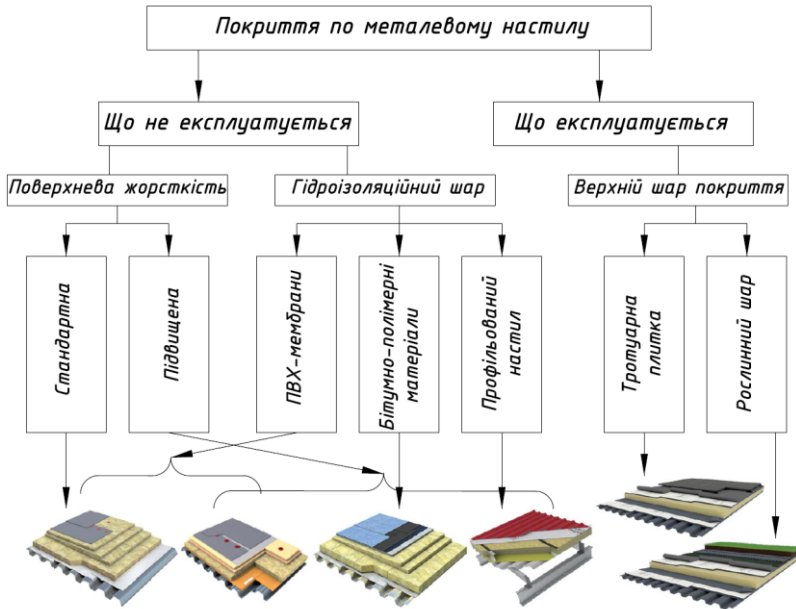 Покриття по металевому настилу
Що не експлуатується
Що експлуатується
Поверхнева жорсткість
Гідроізоляційний шар
Верхній шар покриття
Стандартна
Підвищена
ПВХ-мембрани
Бітумно-полімерні
матеріали
Профільований
настил
Тротуарна
плитка
Рослинний шар